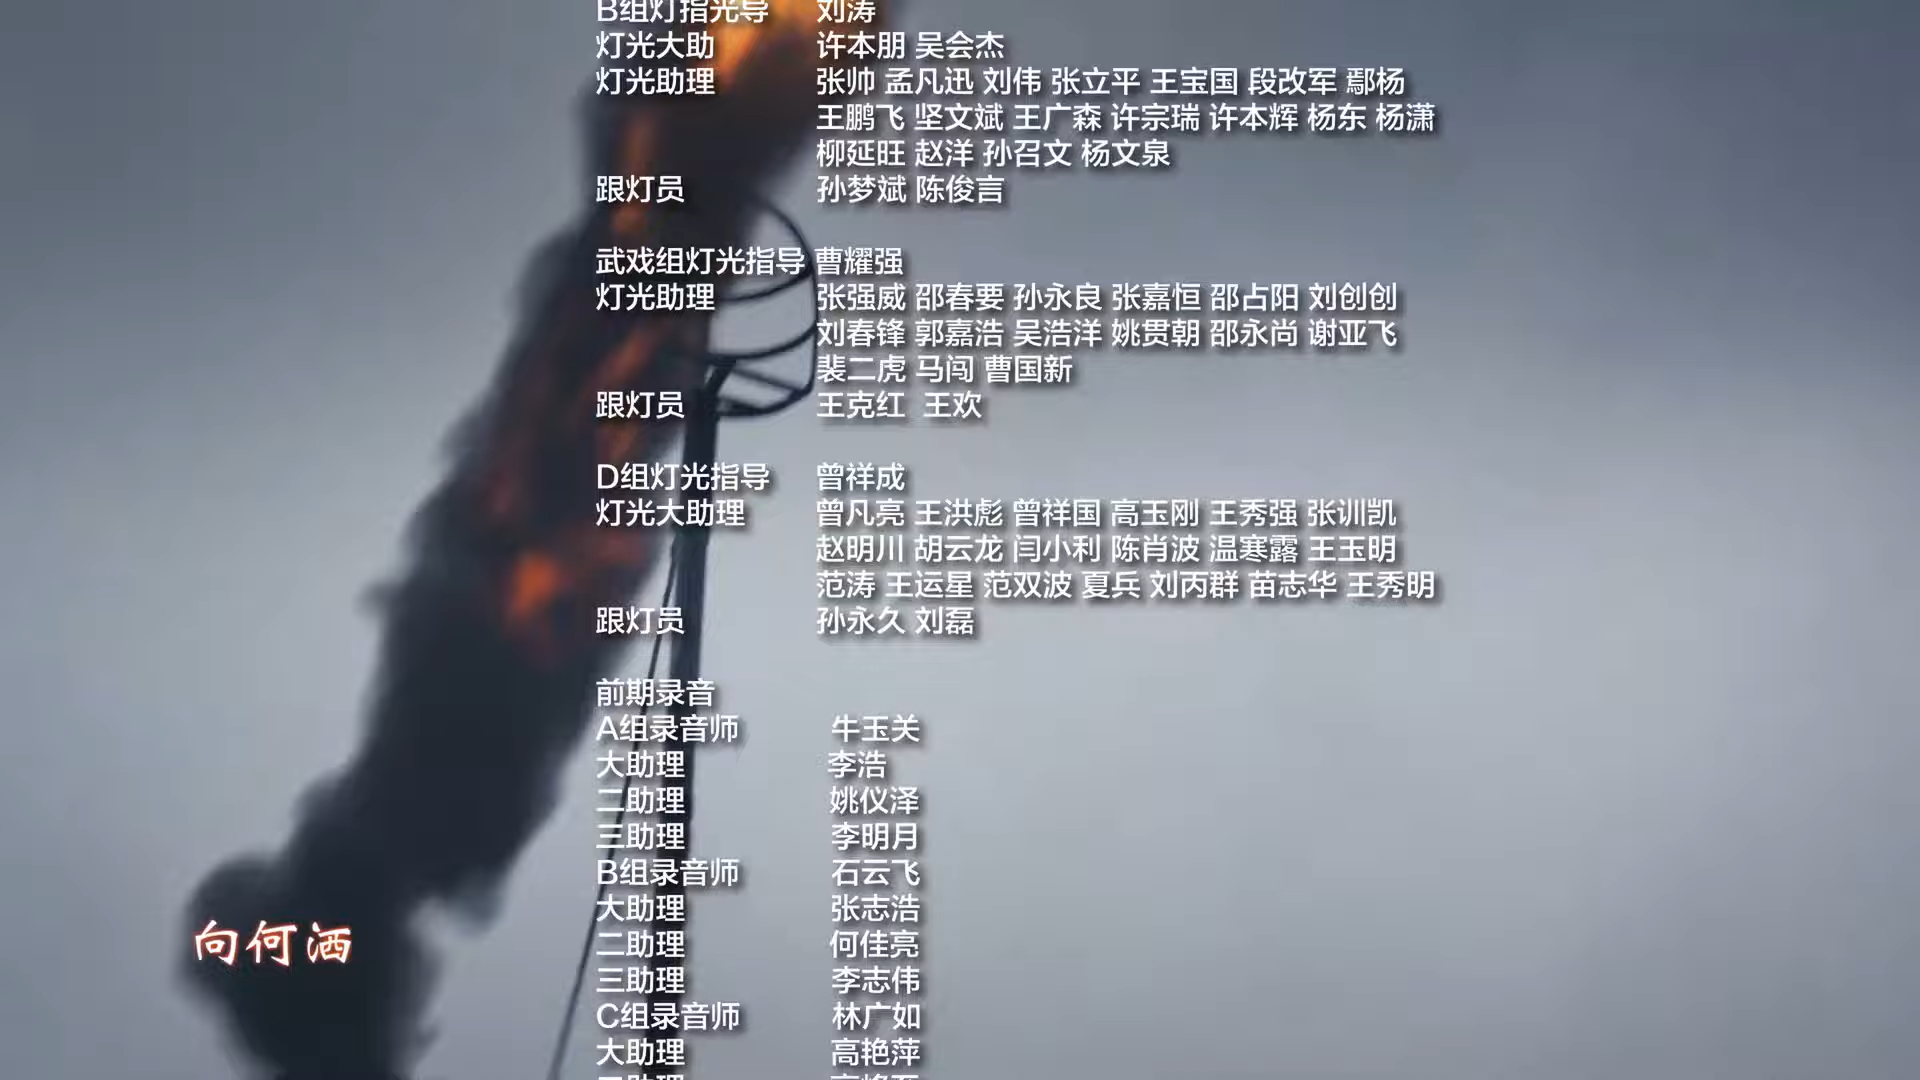 B组灯指光导 刘涛
灯光大助 许本朋 吴会杰
灯光助理 张帅 孟凡迅 刘伟 张立平 王宝国 段改军 鄢杨
王鹏飞 坚文斌 王广森 许宗瑞 许本辉 杨东 杨潇
柳延旺 赵洋 孙召文 杨文泉
跟灯员 孙梦斌 陈俊言
武戏组灯光指导 曹耀强
灯光助理 张强威 邵春要 孙永良 张嘉恒 邵占阳 刘创创
刘春锋 郭嘉浩 吴浩洋 姚贯朝 邵永尚 谢亚飞
裴二虎 马闯 曹国新
跟灯员 王克红 王欢
D组灯光指导 曾祥成
灯光大助理 曾凡亮 王洪彪 曾祥国 高玉刚 王秀强 张训凯
赵明川 胡云龙 闫小利 陈肖波 温寒露 王玉明
范涛 王运星 范双波 夏兵 刘丙群 苗志华 王秀明
跟灯员 孙永久 刘磊
前期录音
A组录音师 牛玉关
大助理 李浩
二助理 姚仪泽
三助理 李明月
B组录音师 石云飞
大助理 张志浩
二助理 何佳亮
三助理 李志伟
C组录音师 林广如
大助理 高艳萍
向何洒